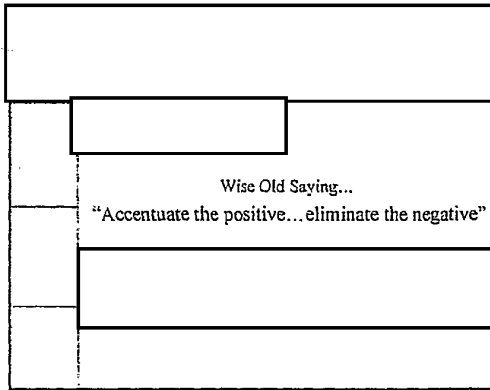 Wise Old Saying...
“Accentuate the positive... eliminate the negative”